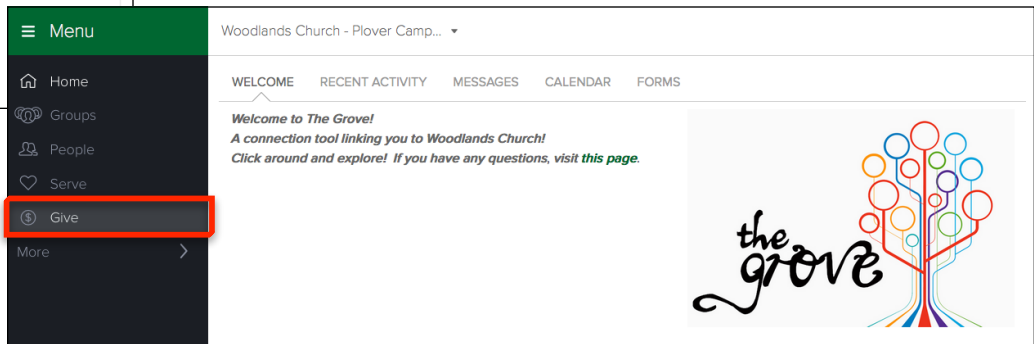 Menu
Woodlands Church - Plover Camp...
Home
Groups
People
Serve
Give
More
WELCOME RECENT ACTIVITY MESSAGES CALENDAR FORMS
Welcome to The Grove!
A connection tool linking you to Woodlands Church!
Click around and explore! If you have any questions, visit this page.
the
grove